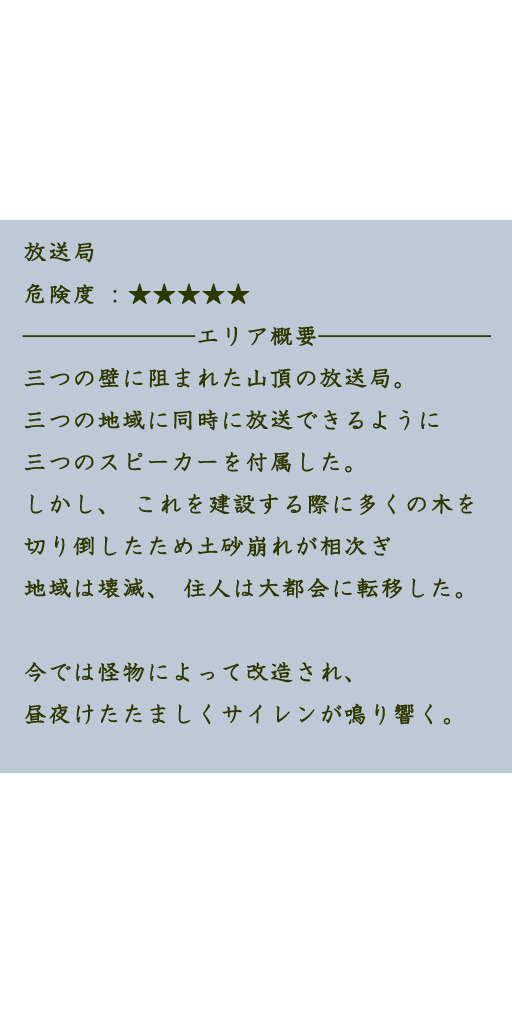 放送局
危険度 : ★★★★★
───────エリア概要───────
三つの壁に阻まれた山頂の放送局。
三つの地域に同時に放送できるように
三つのスピーカーを付属した。
しかし、 これを建設する際に多くの木を
切り倒したため土砂崩れが相次ぎ
地域は壊滅、 住人は大都会に転移した。
今では怪物によって改造され、
昼夜けたたましくサイレンが鳴り響く。